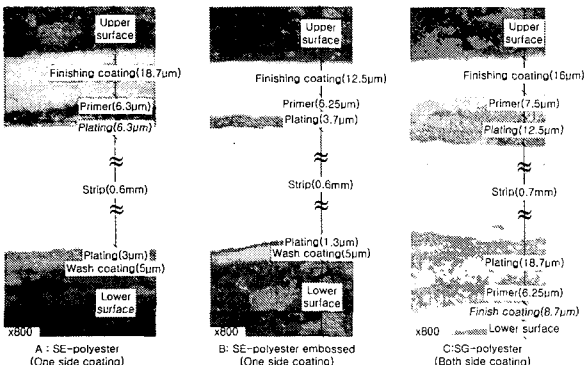 Upper
surface
Finishing coating(18.7μm)
Primer(6.3μm)
Plating(6.3μm)
≈
Strip(0.6mm)
≈
Plating(3μm)
Wash coating(5μm)
Lower
surface
x800
A : SE-polyester
(One side coating)
Upper
surface
Finishing coating(12.5μm)
Primer(6.25μm)
Plating(3.7μm)
≈
Strip(0.6mm)
≈
Plating(1.3μm)
Wash coating(5μm)
Lower
surface
x800
B: SE-polyester embossed
(One side coating)
Upper
surface
Finishing coating(16μm)
Primer(7.5μm)
Plating(12.5μm)
≈
Strip(0.7mm)
≈
Plating(18.7μm)
Primer(6.25μm)
Finish coating(8.7μm)
Lower surface
x800
C:SG-polyester
(Both side coating)